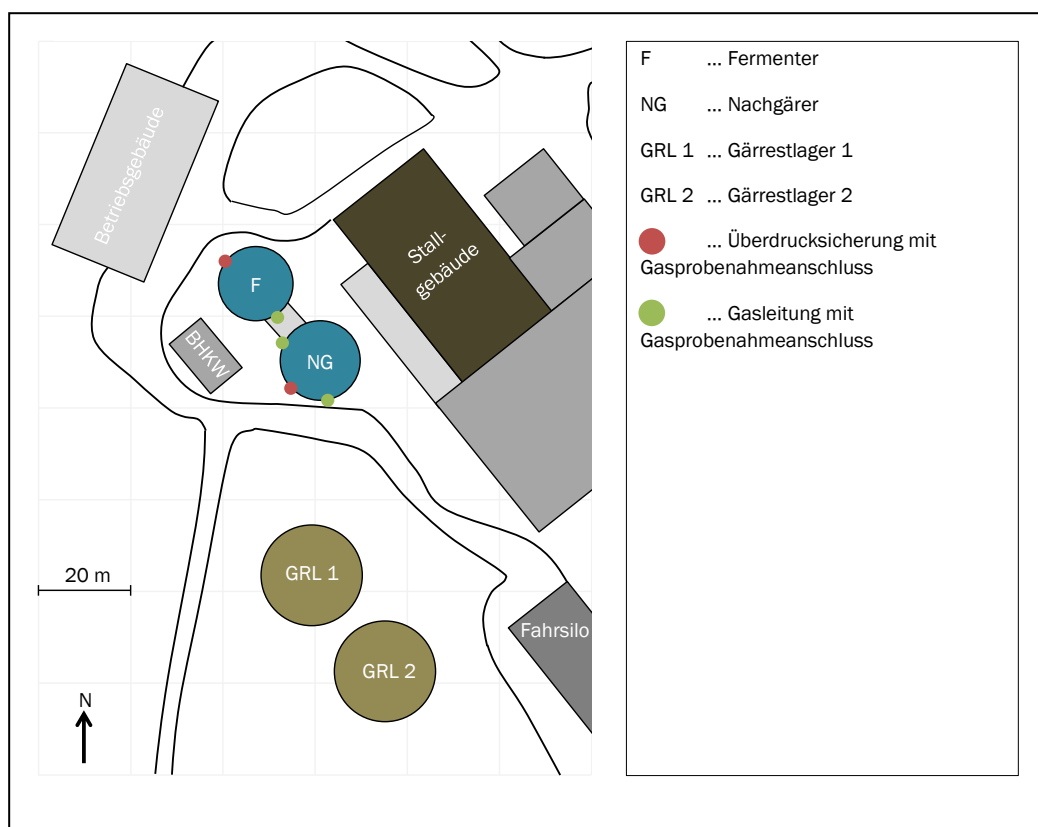 Betriebsgebäude
Stall-
gebäude
F
BHKW
NG
GRL 1
GRL 2
Fahrsilo
20 m
N
F ... Fermenter
NG ... Nachgärer
GRL 1 ... Gärrestlager 1
GRL 2 ... Gärrestlager 2
... Überdrucksicherung mit
Gasprobenahmeanschluss
... Gasleitung mit
Gasprobenahmeanschluss